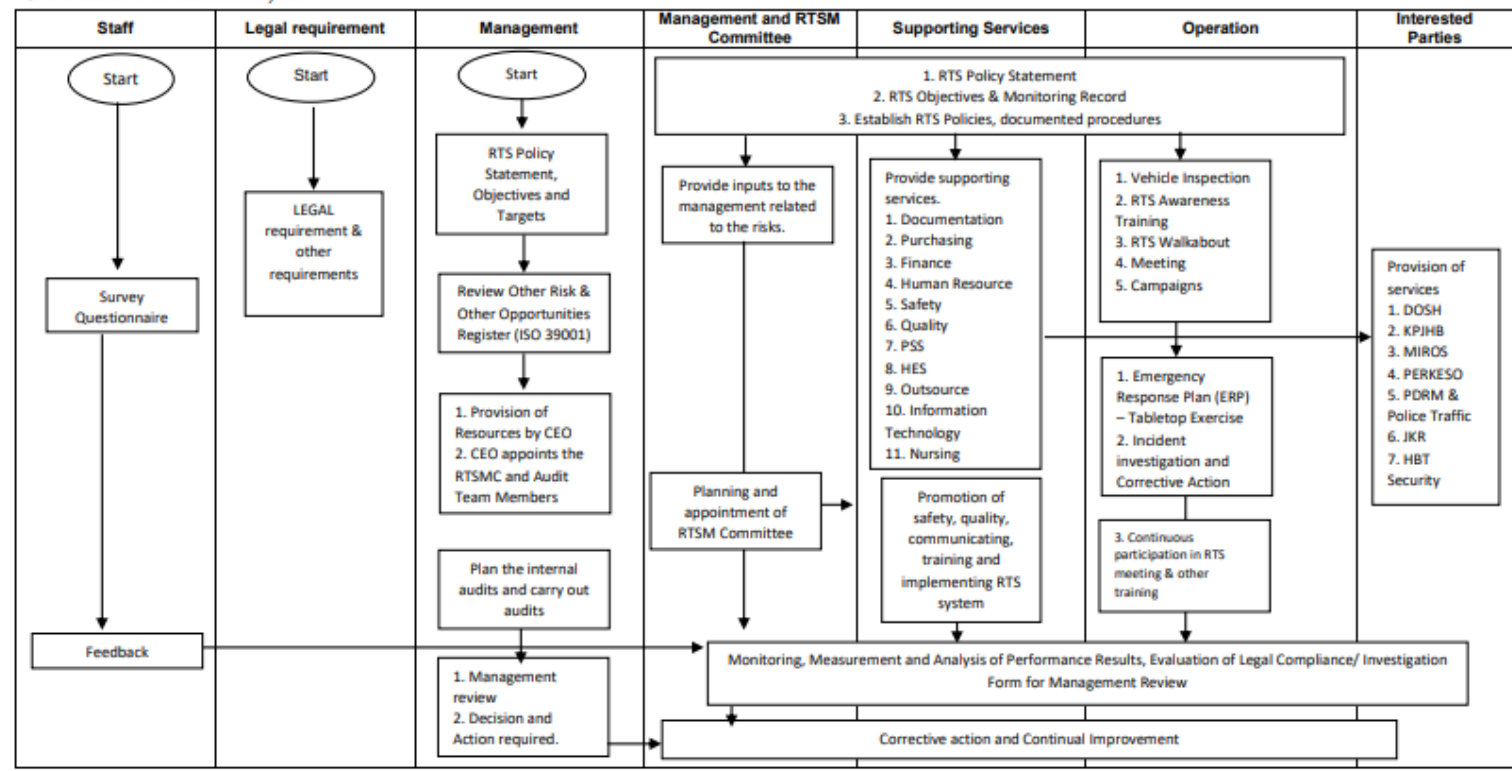 Staff
Legal requirement
Management
Management and RTSM
Committee
Supporting Services
Operation
Interested
Parties
Start
Survey
Questionnaire
Feedback
Start
LEGAL
requirement &
other
requirements
Start
RTS Policy
Statement,
Objectives and
Targets
Review Other Risk &
Other Opportunities
Register (ISO 39001)
1. Provision of
Resources by CEO
2. CEO appoints the
RTSMC and Audit
Team Members
Plan the internal
audits and carry out
audits
1. Management
review
2. Decision and
Action required.
1. RTS Policy Statement
2. RTS Objectives & Monitoring Record
3. Establish RTS Policies, documented procedures
Provide inputs to the
management related
to the risks.
Planning and
appointment of
RTSM Committee
Provide supporting
services.
1. Documentation
2. Purchasing
3. Finance
4. Human Resource
5. Safety
6. Quality
7. PSS
8. HES
9. Outsource
10. Information
Technology
11. Nursing
Promotion of
safety, quality,
communicating,
training and
implementing RTS
system
1. Vehicle Inspection
2. RTS Awareness
Training
3. RTS Walkabout
4. Meeting
5. Campaigns
1. Emergency
Response Plan (ERP)
– Tabletop Exercise
2. Incident
investigation and
Corrective Action
3. Continuous
participation in RTS
meeting & other
training
Provision of
services
1. DOSH
2. KPJHB
3. MIROS
4. PERKESO
5. PDRM &
Police Traffic
6. JKR
7. HBT
Security
Monitoring, Measurement and Analysis of Performance Results, Evaluation of Legal Compliance/ Investigation
Form for Management Review
Corrective action and Continual Improvement